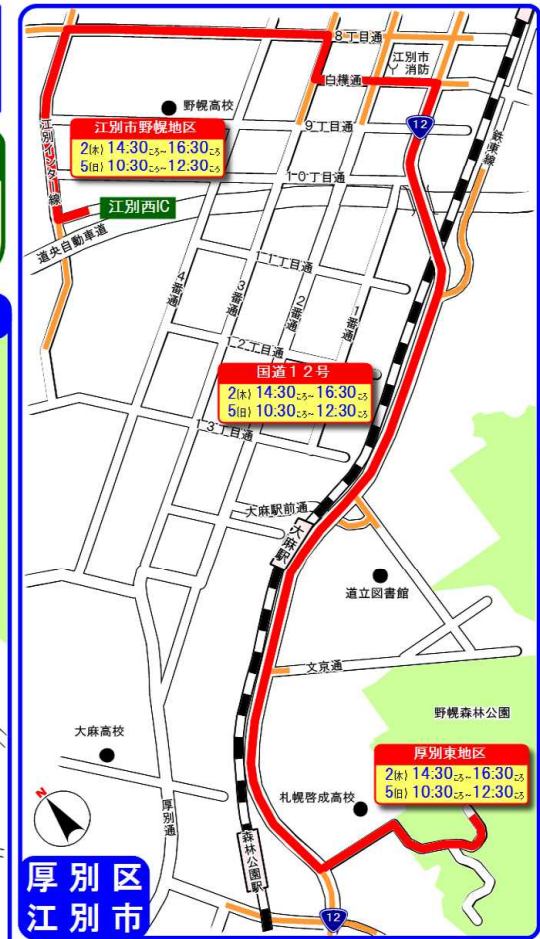 8丁目通
江別市
消防
白樺通
野幌高校
12
江別市野幌地区
2(木) 14:30ころ~16:30ころ
5(日) 10:30ころ~12:30ころ
9丁目通
鉄東線
江別インター線
10丁目通
江別西IC
道央自動車道
11丁目通
4番通
3番通
2番通
1番通
12丁目通
国道12号
2(木) 14:30ころ~16:30ころ
5(日) 10:30ころ~12:30ころ
13丁目通
大麻駅前通
大麻駅
道立図書館
文京通
野幌森林公園
大麻高校
厚別東地区
2(木) 14:30ころ~16:30ころ
5(日) 10:30ころ~12:30ころ
札幌啓成高校
N
厚別通
森林公園駅
厚別区
江別市
12